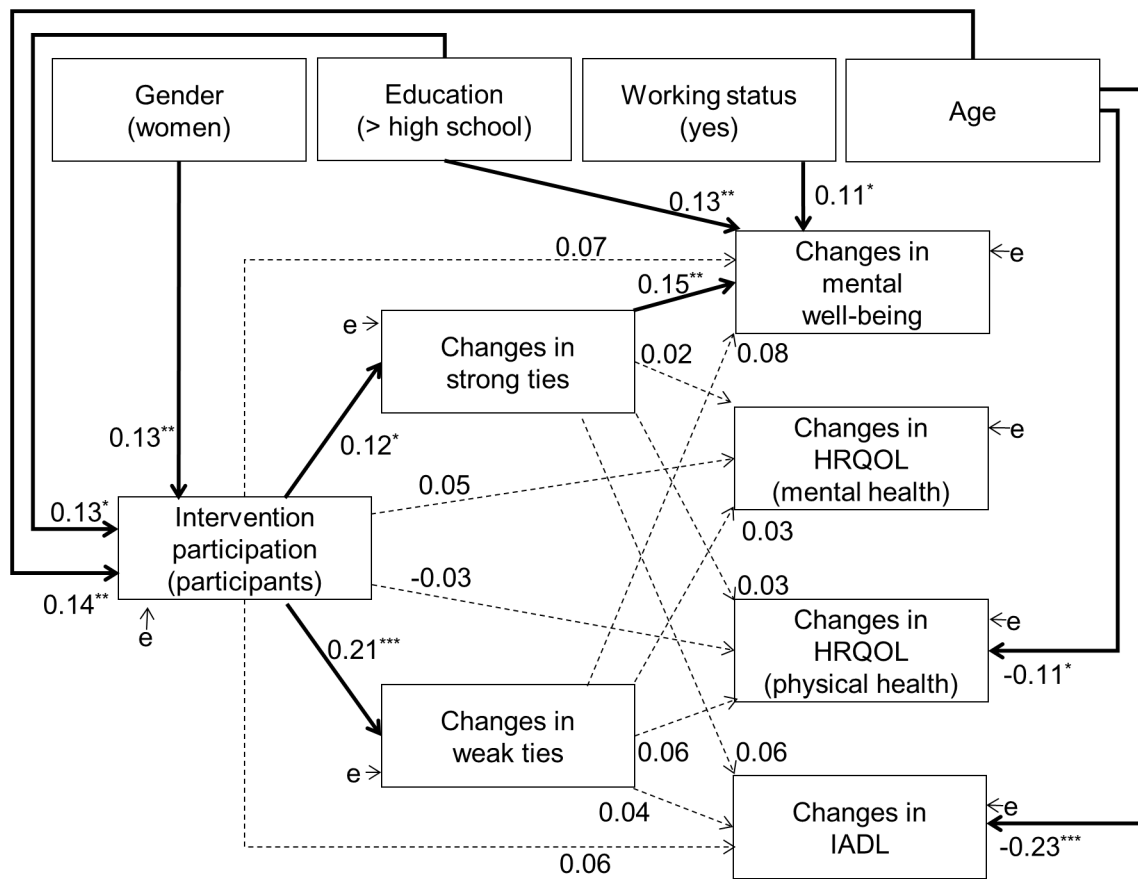 Gender
(women)
Education
(> high school)
Working status
(yes)
Age
0.13**
0.11*
0.07
Changes in
mental
well-being
e
0.15**
e
Changes in
strong ties
0.02
0.08
0.13**
0.12*
Changes in
HRQOL
(mental health)
e
0.05
0.03
0.13*
Intervention
participation
(participants)
0.14**
e
-0.03
0.03
Changes in
HRQOL
(physical health)
e
-0.11*
0.21***
Changes in
weak ties
e
0.06
0.06
0.04
Changes in
IADL
e
-0.23***
0.06